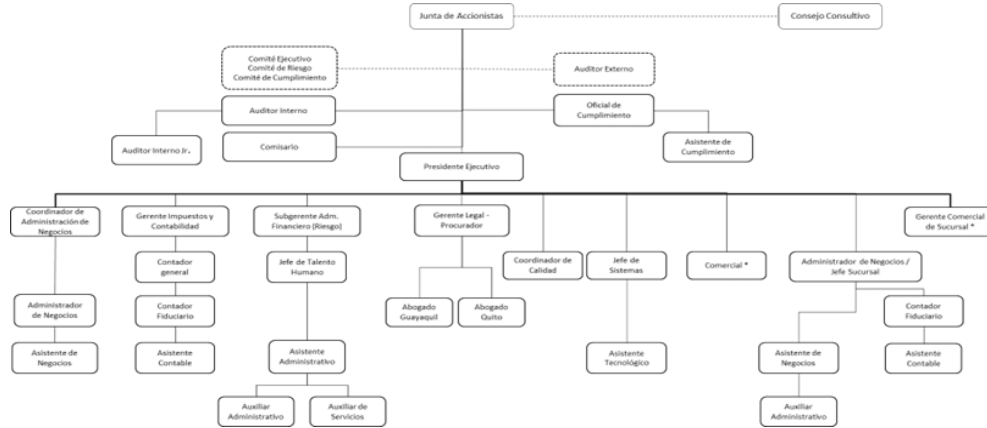 Junta de Accionistas
Consejo Consultivo
Comité Ejecutivo
Comité de Riesgo
Comité de Cumplimiento
Auditor Externo
Auditor Interno
Oficial de
Cumplimiento
Auditor Interno Jr.
Comisario
Asistente de
Cumplimiento
Presidente Ejecutivo
Coordinador de
Administración de
Negocios
Gerente Impuestos y
Contabilidad
Subgerente Adm.
Financiero (Riesgo)
Gerente Legal -
Procurador
Gerente Comercial
de Sucursal *
Contador
general
Jefe de Talento
Humano
Coordinador de
Calidad
Jefe de
Sistemas
Comercial *
Administrador de Negocios /
Jefe Sucursal
Administrador
de Negocios
Contador
Fiduciario
Abogado
Guayaquil
Abogado
Quito
Contador
Fiduciario
Asistente de
Negocios
Asistente
Contable
Asistente
Administrativo
Asistente
Tecnológico
Asistente de
Negocios
Asistente
Contable
Auxiliar
Administrativo
Auxiliar de
Servicios
Auxiliar
Administrativo